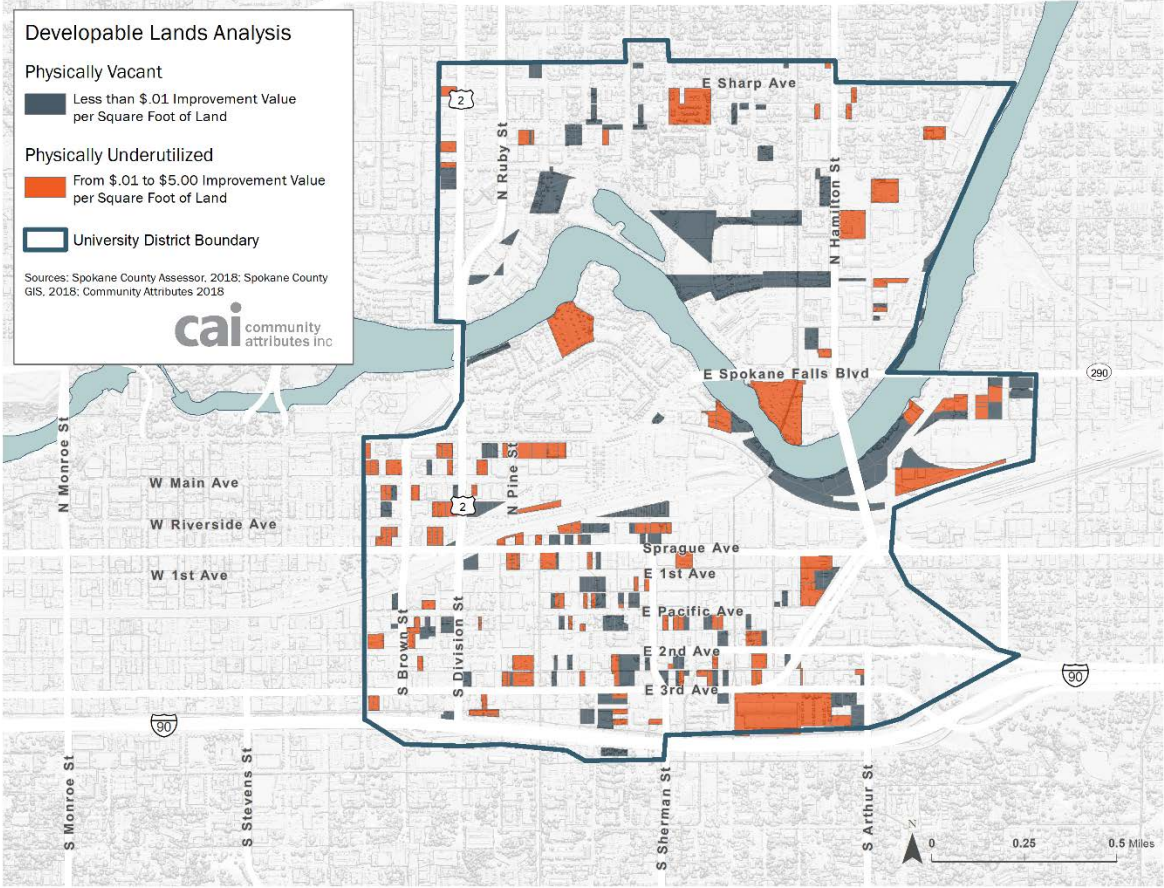 Developable Lands Analysis
Physically Vacant
Less than $.01 Improvement Value
per Square Foot of Land
Physically Underutilized
From $.01 to $5.00 Improvement Value
per Square Foot of Land
University District Boundary
Sources: Spokane County Assessor, 2018; Spokane County
GIS, 2018; Community Attributes 2018
cai community
attributes inc
E Sharp Ave
2
N Ruby St
N Hamilton St
E Spokane Falls Blvd
290
N Monroe St
W Main Ave
N Pine St
2
W Riverside Ave
Sprague Ave
W 1st Ave
E 1st Ave
E Pacific Ave
S Brown St
S Division St
E 2nd Ave
E 3rd Ave
90
90
S Monroe St
S Stevens St
S Sherman St
S Arthur St
N
0 0.25 0.5 Miles